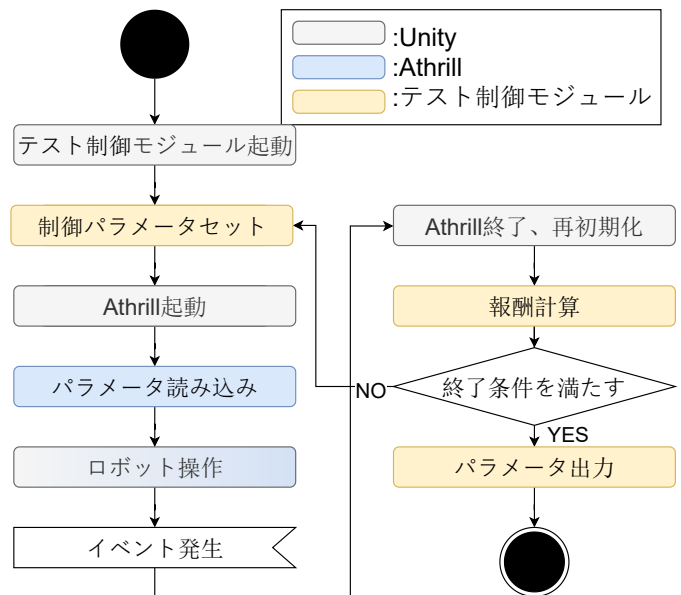 :Unity
:Athrill
:テスト制御モジュール
テスト制御モジュール起動
制御パラメータセット
Athrill起動
パラメータ読み込み
ロボット操作
イベント発生
Athrill終了、再初期化
報酬計算
終了条件を満たす
NO
YES
パラメータ出力